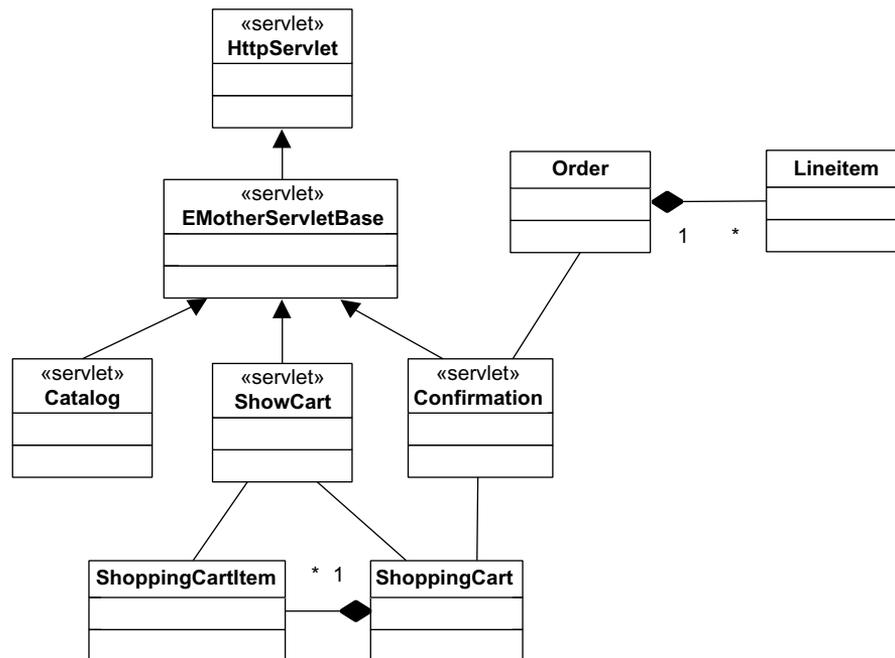 «servlet»
HttpServlet
«servlet»
EMotherServletBase
Order
Lineitem
1 *
«servlet»
Catalog
«servlet»
ShowCart
«servlet»
Confirmation
ShoppingCartItem
* 1
ShoppingCart